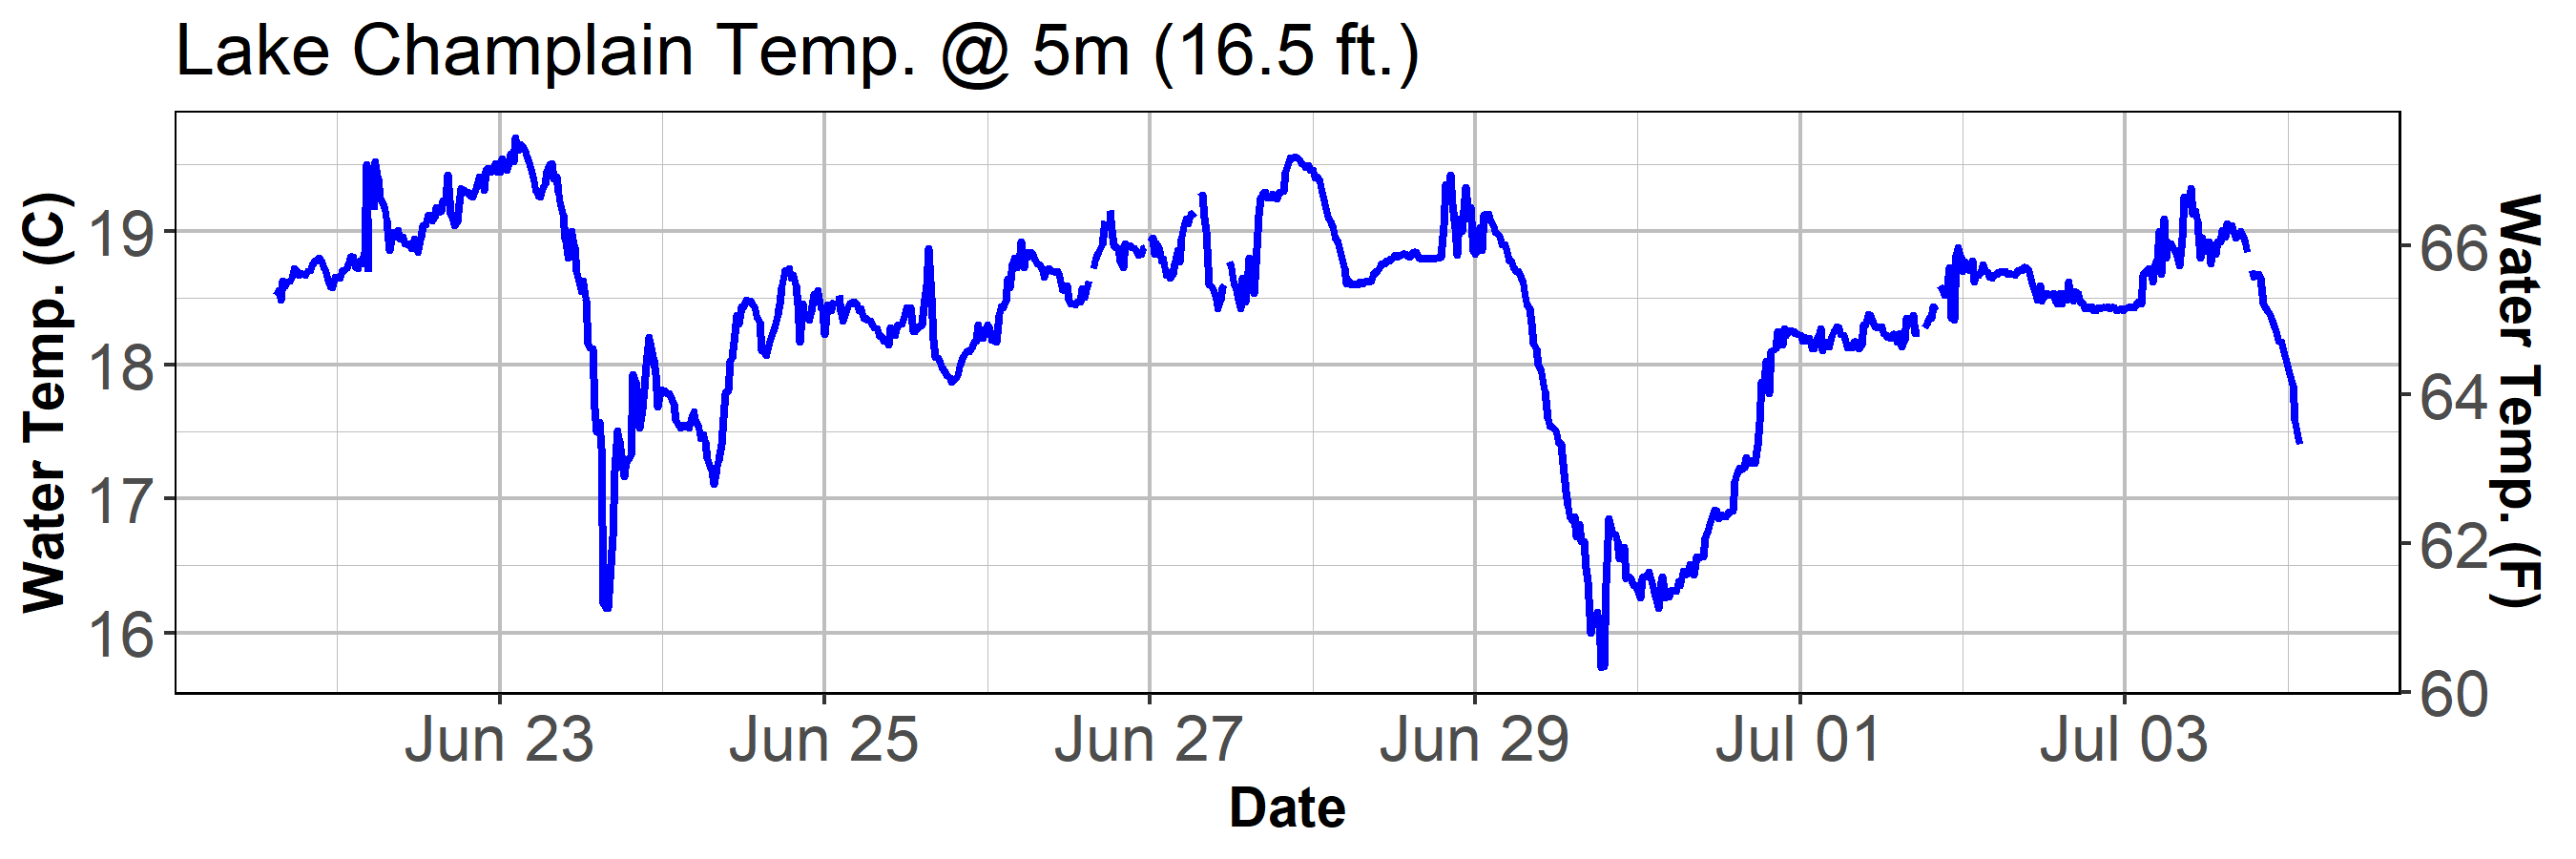 Lake Champlain Temp. @ 5m (16.5 ft.)
Water Temp. (C)
19
18
17
16
66
64
62
60
Water Temp. (F)
Jun 23 Jun 25 Jun 27 Jun 29 Jul 01 Jul 03
Date